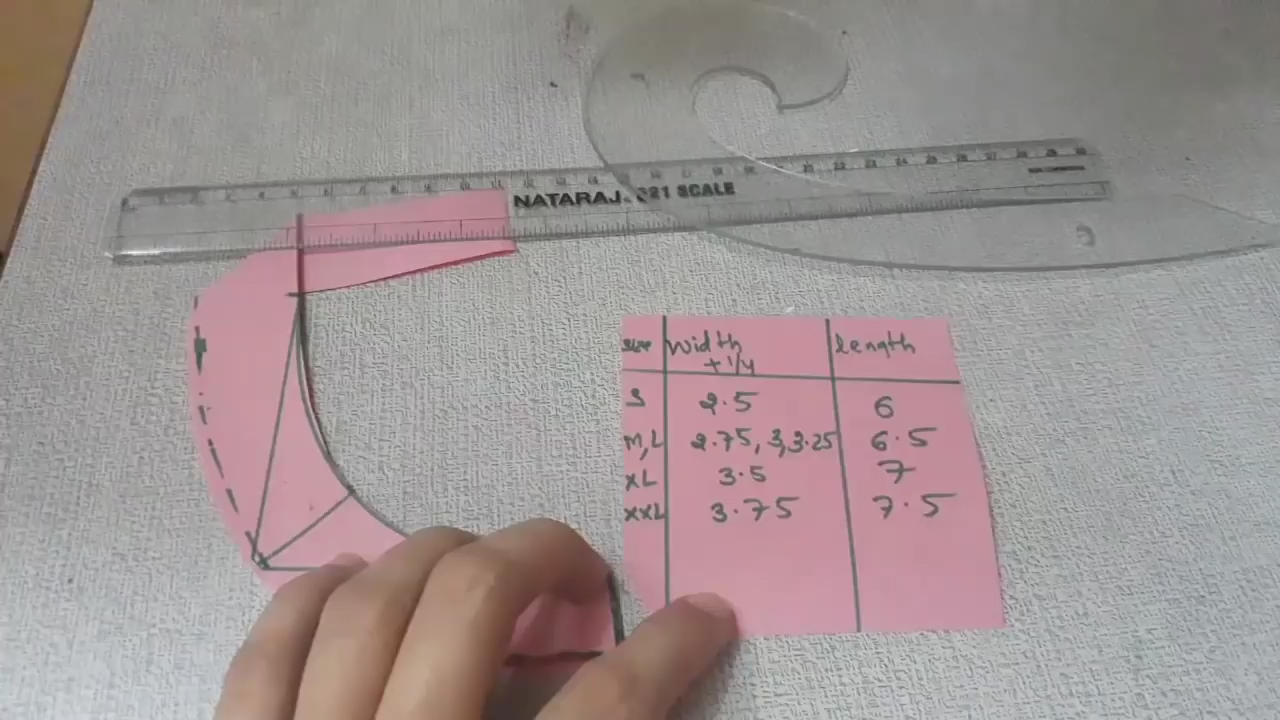 NATARAJ 621 SCALE
size width length
+ 1/4
S 2.5 6
M,L 2.75, 3, 3.25 6.5
XL 3.5 7
XXL 3.75 7.5